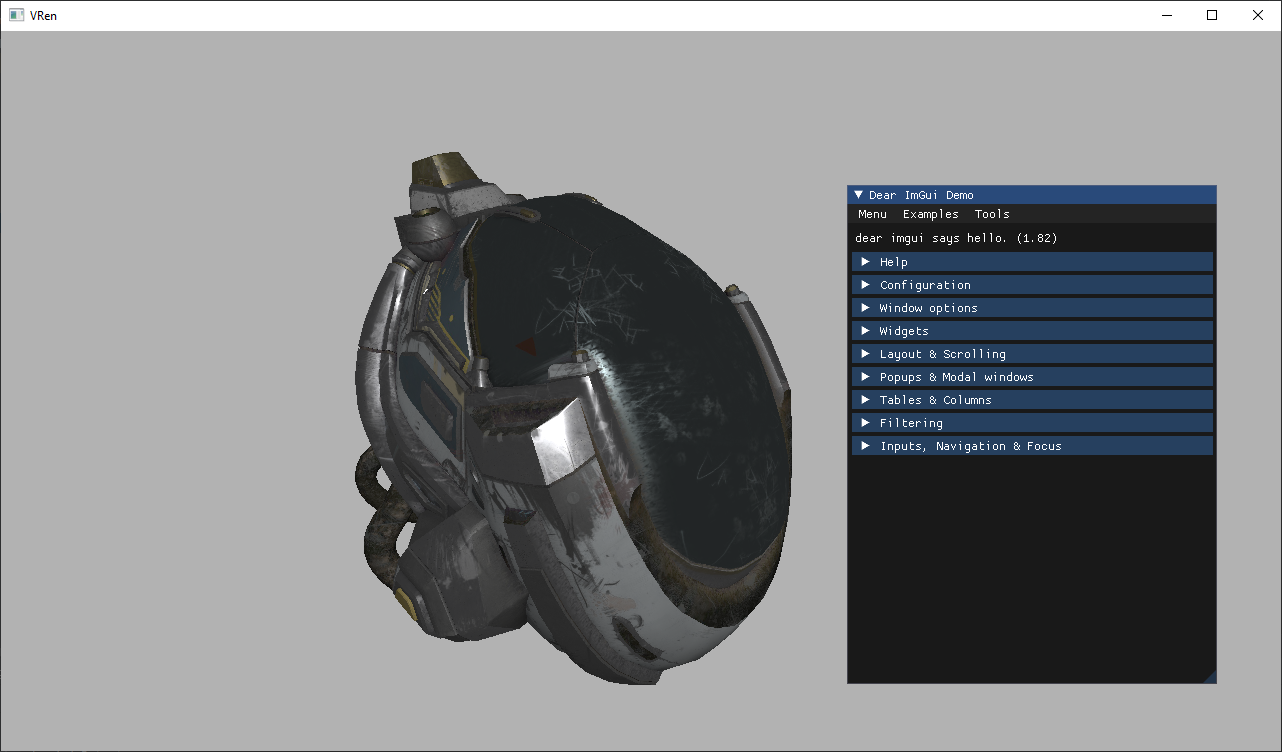 VRen
Dear ImGui Demo
Menu Examples Tools
dear imgui says hello. (1.82)
Help
Configuration
Window options
Widgets
Layout & Scrolling
Popups & Modal windows
Tables & Columns
Filtering
Inputs, Navigation & Focus